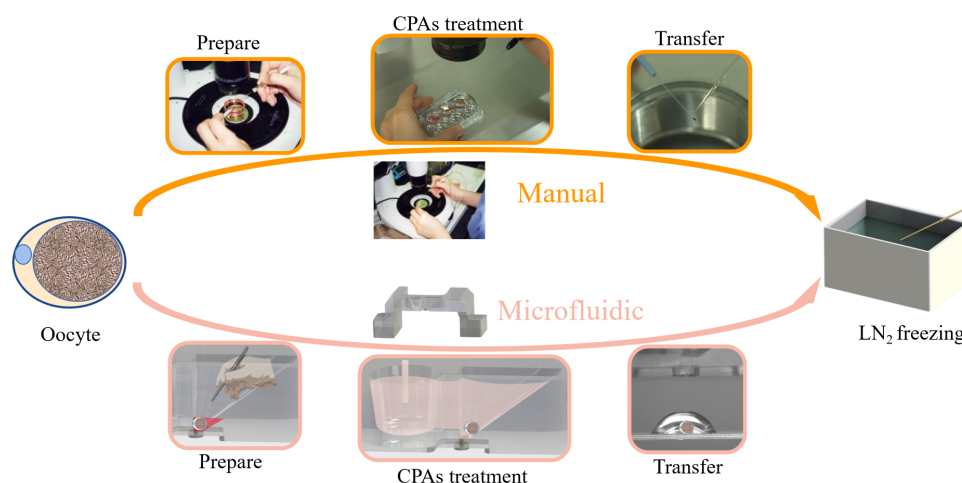 Prepare
CPAs treatment
Transfer
Manual
Oocyte
Microfluidic
LN₂ freezing
Prepare
CPAs treatment
Transfer